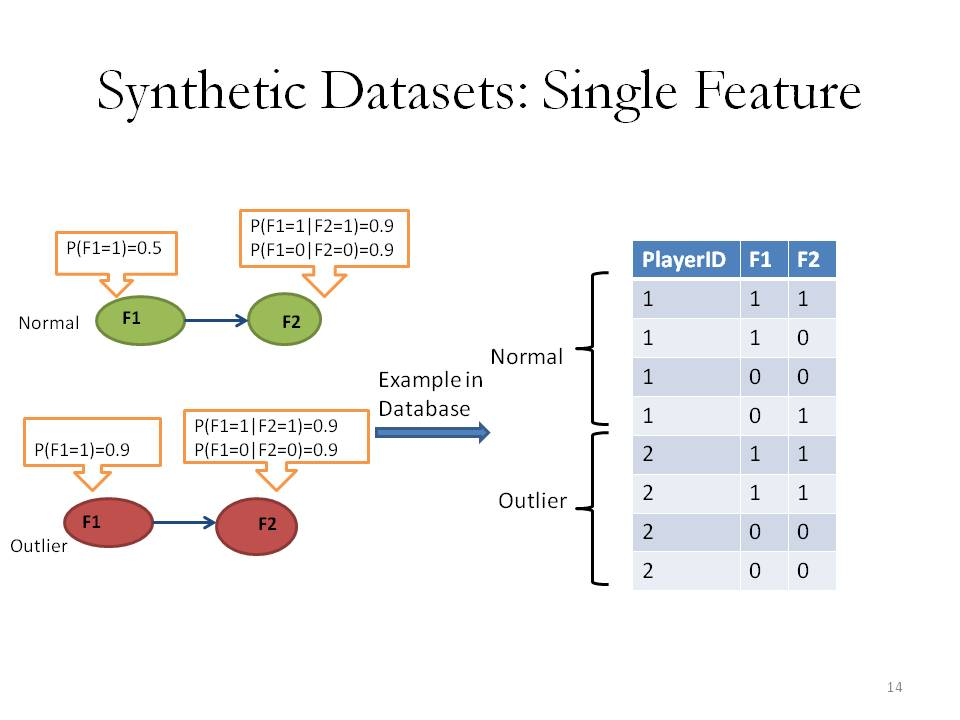 Synthetic Datasets: Single Feature
P(F1=1)=0.5
P(F1=1|F2=1)=0.9
P(F1=0|F2=0)=0.9
Normal
F1
F2
P(F1=1)=0.9
P(F1=1|F2=1)=0.9
P(F1=0|F2=0)=0.9
Outlier
F1
F2
Example in
Database
Normal
Outlier
PlayerID F1 F2
1 1 1
1 1 0
1 0 0
1 0 1
2 1 1
2 1 1
2 0 0
2 0 0
14